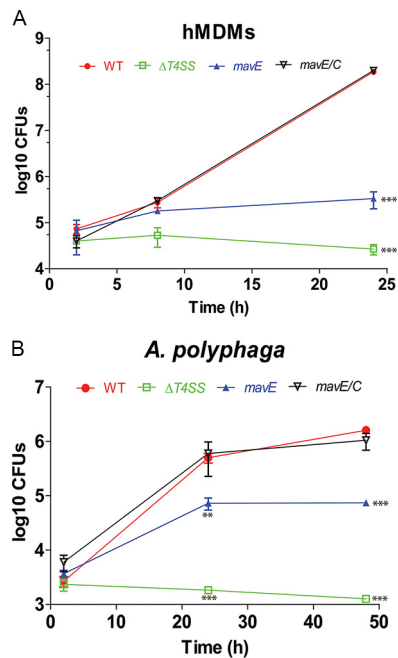 A
hMDMs
WT ΔT4SS mavE mavE/C
log10 CFUs
9
8
7
6
5
4
***
***
0 5 10 15 20 25
Time (h)
B
A. polyphaga
WT ΔT4SS mavE mavE/C
log10 CFUs
7
6
5
4
3
**
***
***
***
0 10 20 30 40 50
Time (h)